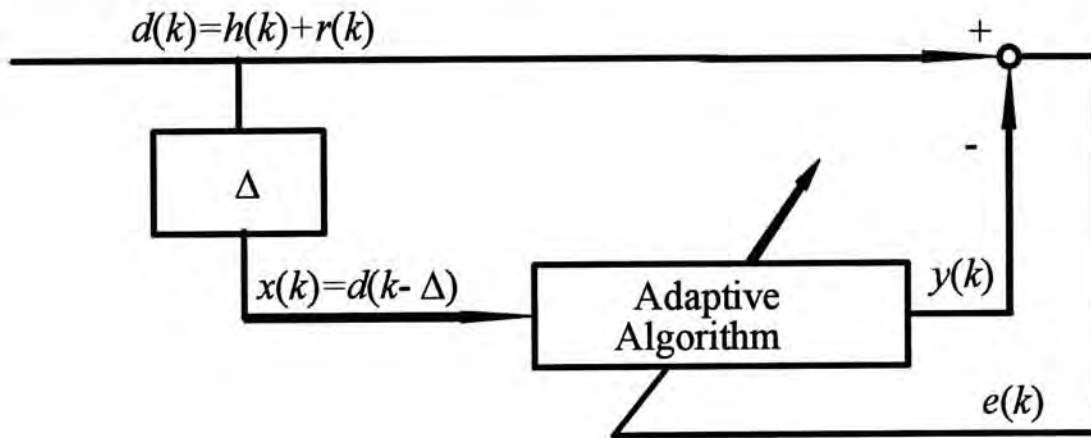 d(k)=h(k)+r(k)
+
Δ
-
x(k)=d(k- Δ)
Adaptive
Algorithm
y(k)
e(k)